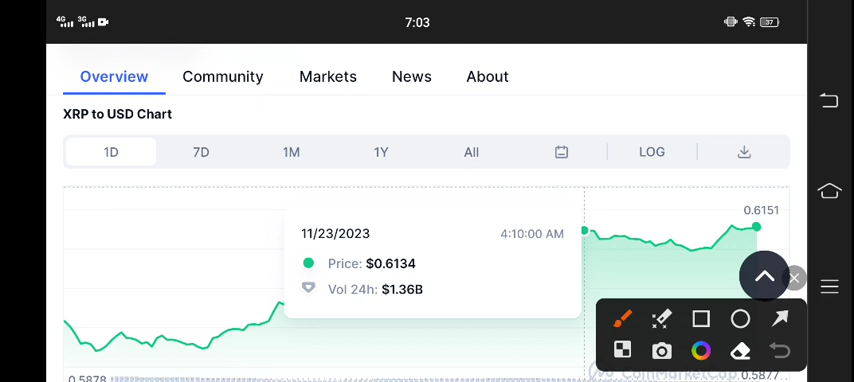 4G 3G 7:03 37
Overview Community Markets News About
XRP to USD Chart
1D 7D 1M 1Y All LOG
0.6151
11/23/2023 4:10:00 AM
Price: $0.6134
Vol 24h: $1.36B
CoinMarketCap
0.5878 0.5877